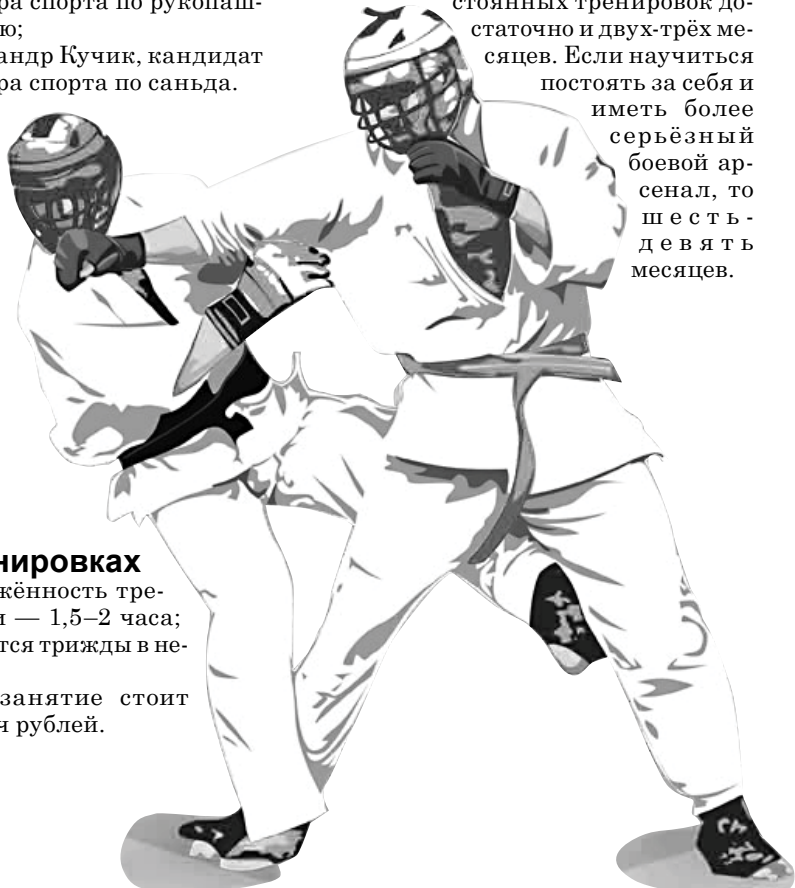 ра спорта по рукопаш-
ю;
андр Кучик, кандидат
ра спорта по саньда.
нировках
жённость тре-
и — 1,5–2 часа;
тся трижды в не-
занятие стоит
ч рублей.
стоянных тренировок до-
статочно и двух-трёх ме-
сяцев. Если научиться
постоять за себя и
иметь более
серьёзный
боевой ар-
сенал, то
шесть-
девять
месяцев.